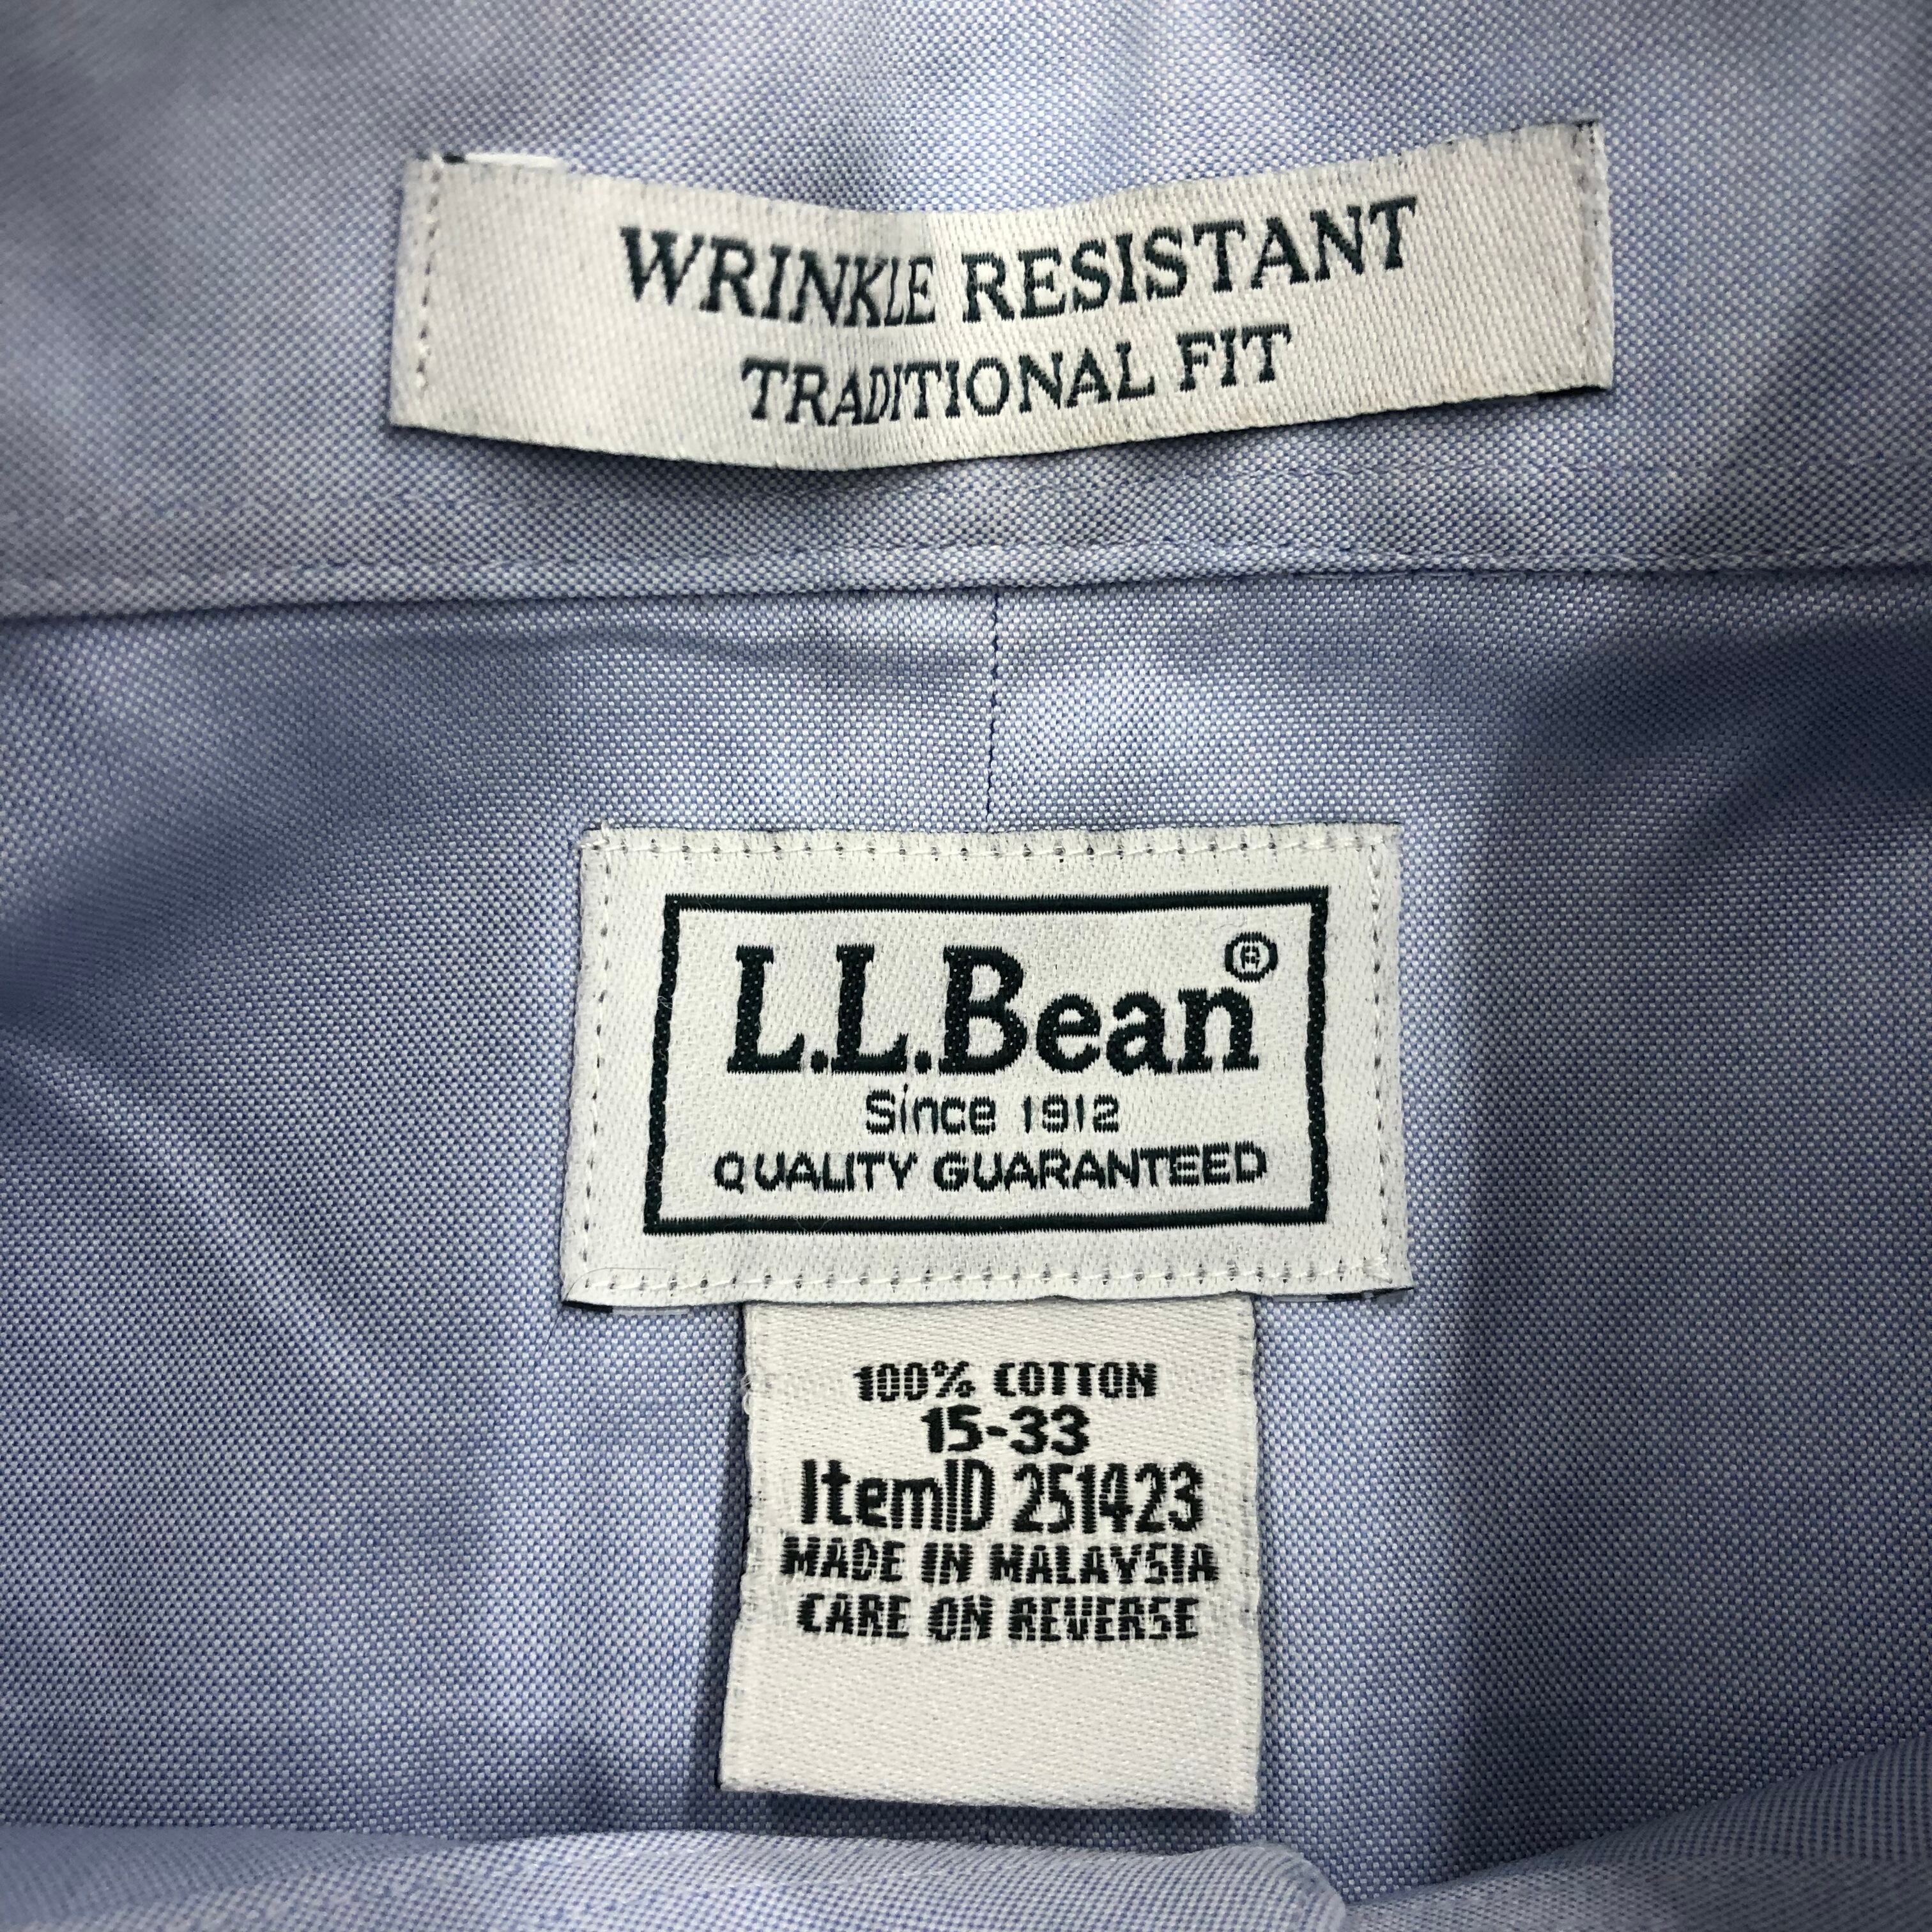 WRINKLE RESISTANT
TRADITIONAL FIT
L.L.Bean®
Since 1912
QUALITY GUARANTEED
100% COTTON
15-33
ItemID 251423
MADE IN MALAYSIA
CARE ON REVERSE